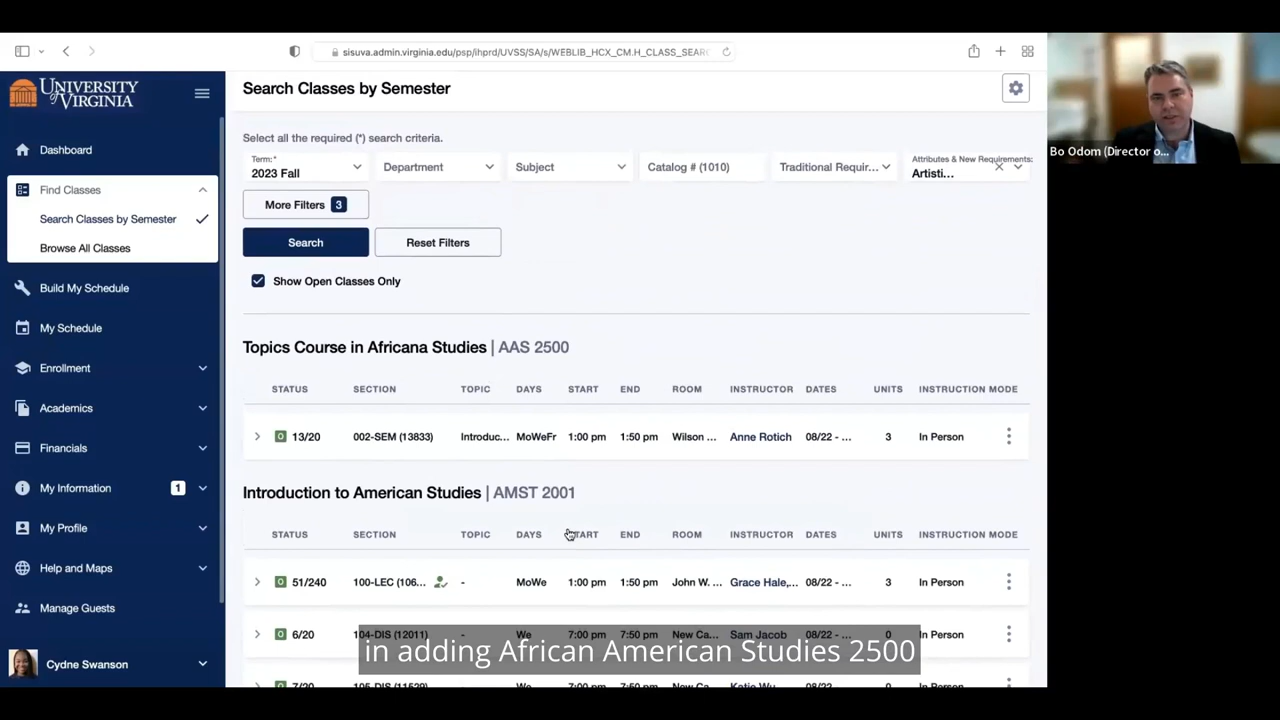 sisuva.admin.virginia.edu/psp/ihprd/UVSS/SA/s/WEBLIB_HCX_CM.H_CLASS_SEARC
UNIVERSITY
of VIRGINIA
Dashboard
Find Classes
Search Classes by Semester
Browse All Classes
Build My Schedule
My Schedule
Enrollment
Academics
Financials
My Information 1
My Profile
Help and Maps
Manage Guests
Cydne Swanson
Search Classes by Semester
Select all the required (*) search criteria.
Term:*
2023 Fall
Department
Subject
Catalog # (1010)
Traditional Requir...
Attributes & New Requirements:
Artisti...
More Filters 3
Search
Reset Filters
Show Open Classes Only
Topics Course in Africana Studies | AAS 2500
STATUS SECTION TOPIC DAYS START END ROOM INSTRUCTOR DATES UNITS INSTRUCTION MODE
O 13/20 002-SEM (13833) Introduc... MoWeFr 1:00 pm 1:50 pm Wilson ... Anne Rotich 08/22 - ... 3 In Person
Introduction to American Studies | AMST 2001
STATUS SECTION TOPIC DAYS START END ROOM INSTRUCTOR DATES UNITS INSTRUCTION MODE
O 51/240 100-LEC (106... - MoWe 1:00 pm 1:50 pm John W. ... Grace Hale,... 08/22 - ... 3 In Person
O 6/20 104-DIS (12011) - We 7:00 pm 7:50 pm New Ca... Sam Jacob 08/22 - ... 0 In Person
in adding African American Studies 2500
Bo Odom (Director o...